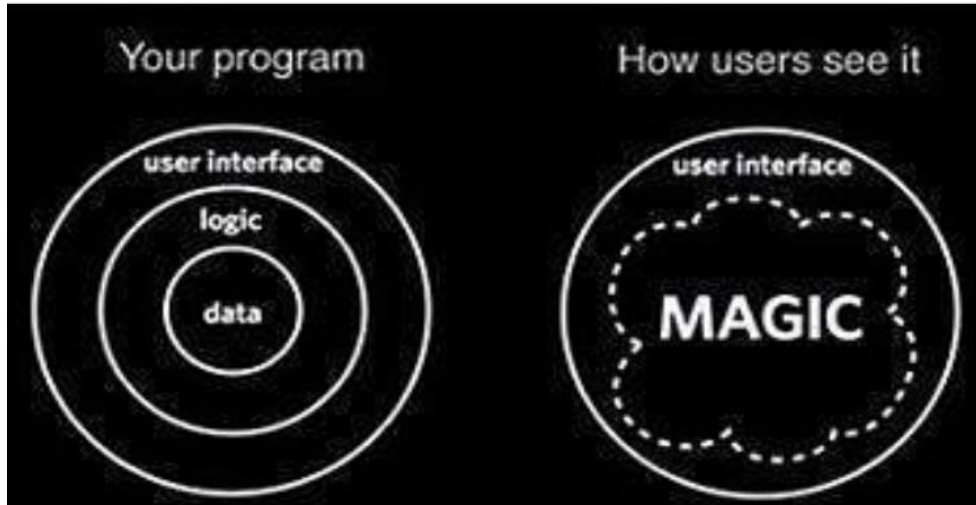 Your program
user interface
logic
data
How users see it
user interface
MAGIC